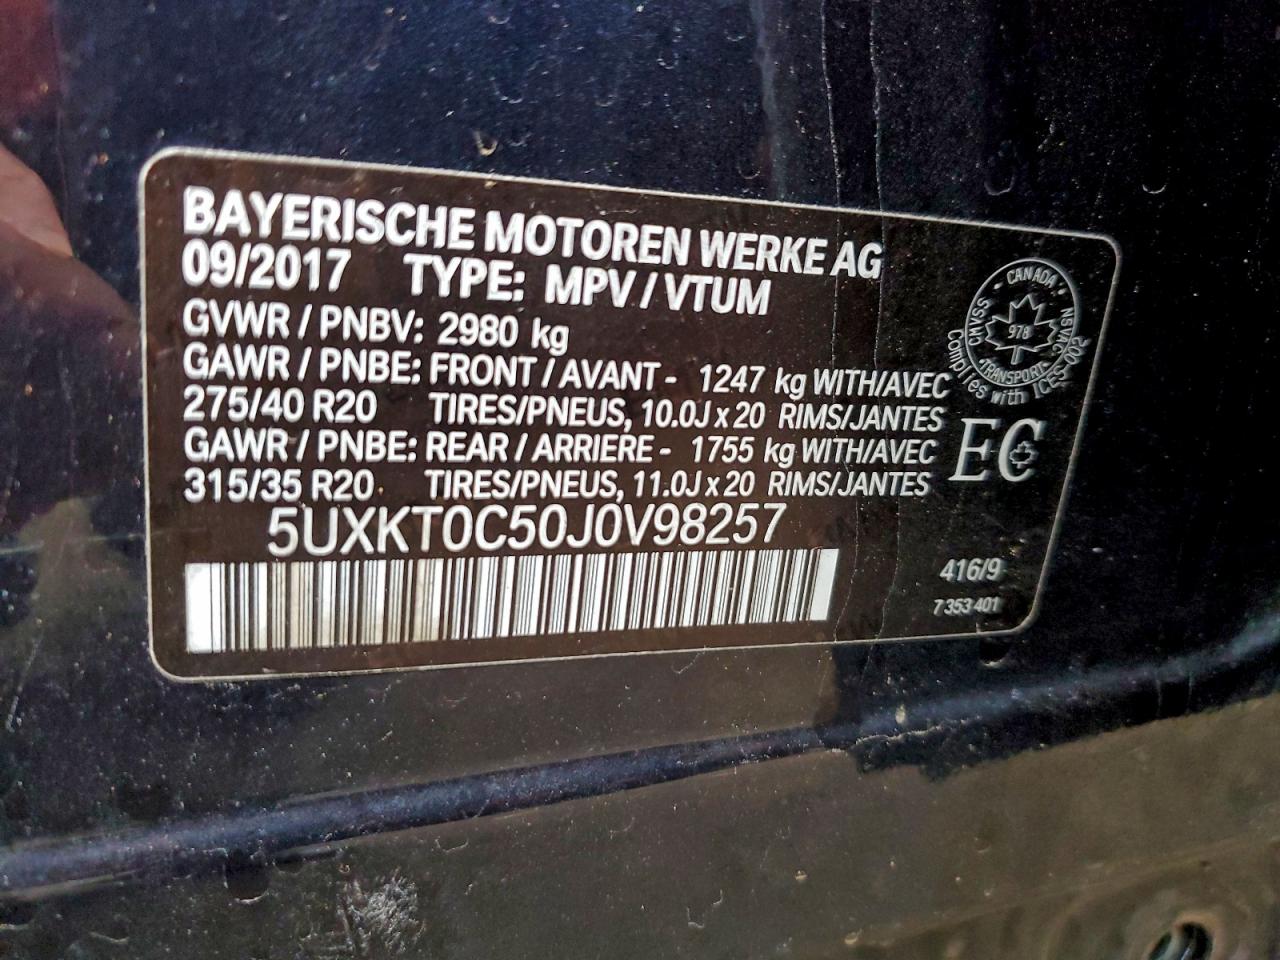 BAYERISCHE MOTOREN WERKE AG
09/2017 TYPE: MPV / VTUM
GVWR / PNBV: 2980 kg
GAWR / PNBE: FRONT / AVANT - 1247 kg WITH/AVEC
275/40 R20 TIRES/PNEUS, 10.0J x 20 RIMS/JANTES
GAWR / PNBE: REAR / ARRIERE - 1755 kg WITH/AVEC
315/35 R20 TIRES/PNEUS, 11.0J x 20 RIMS/JANTES
5UXKT0C50J0V98257
CANADA
CMVSS NSVAC
978
TRANSPORT
Complies with ICES-002
EC
416/9
7 353 401